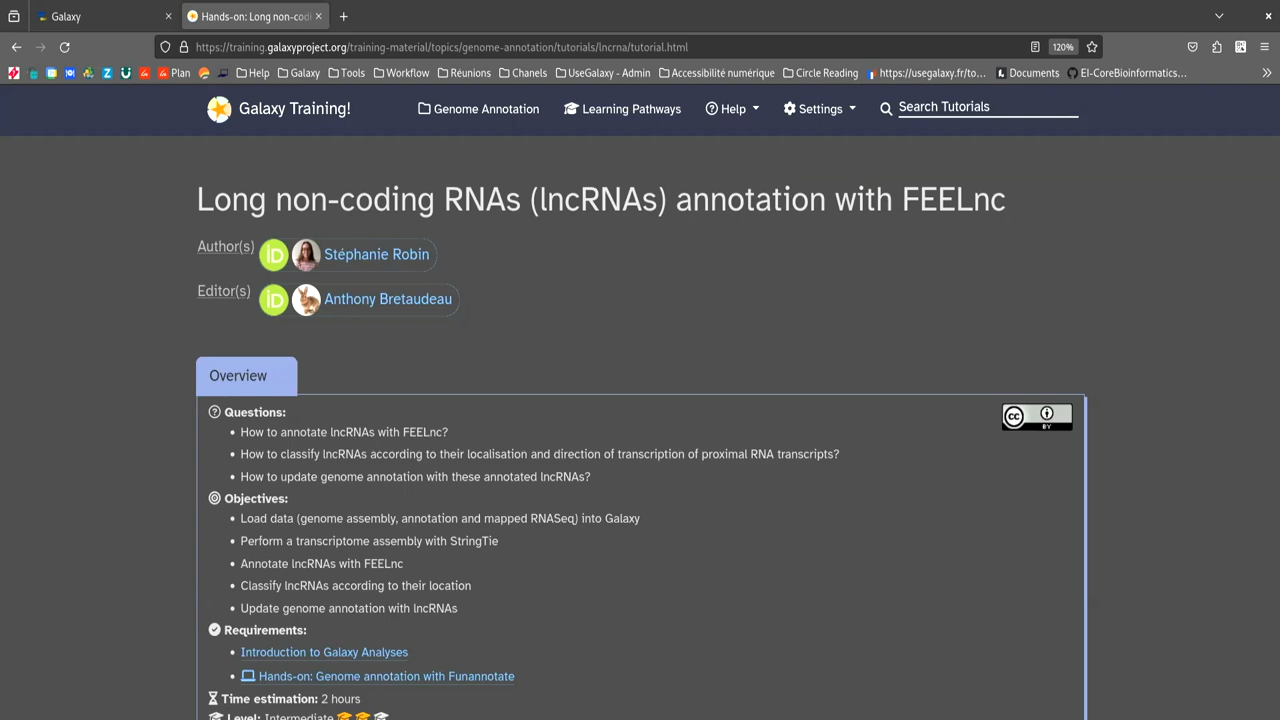 Galaxy
Hands-on: Long non-codi
https://training.galaxyproject.org/training-material/topics/genome-annotation/tutorials/lncrna/tutorial.html
120%
Plan
Help
Galaxy
Tools
Workflow
Réunions
Chanels
UseGalaxy - Admin
Accessibilité numérique
Circle Reading
https://usegalaxy.fr/to…
Documents
EI-CoreBioinformatics…
Galaxy Training!
Genome Annotation
Learning Pathways
Help
Settings
Search Tutorials
Long non-coding RNAs (lncRNAs) annotation with FEELnc
Author(s) iD Stéphanie Robin
Editor(s) iD Anthony Bretaudeau
Overview
Questions:
How to annotate lncRNAs with FEELnc?
How to classify lncRNAs according to their localisation and direction of transcription of proximal RNA transcripts?
How to update genome annotation with these annotated lncRNAs?
Objectives:
Load data (genome assembly, annotation and mapped RNASeq) into Galaxy
Perform a transcriptome assembly with StringTie
Annotate lncRNAs with FEELnc
Classify lncRNAs according to their location
Update genome annotation with lncRNAs
Requirements:
Introduction to Galaxy Analyses
Hands-on: Genome annotation with Funannotate
Time estimation: 2 hours
Level: Intermediate
cc
BY